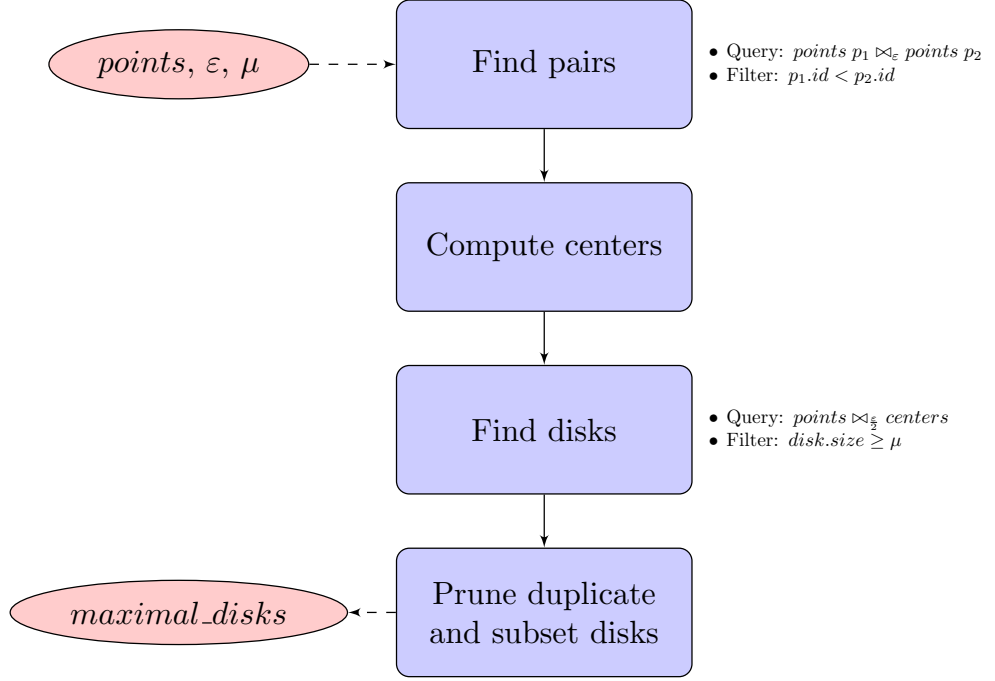 points, ε, μ
Find pairs
• Query: points p₁ ⋈ε points p₂
• Filter: p₁.id < p₂.id
Compute centers
Find disks
• Query: points ⋈ε/2 centers
• Filter: disk.size ≥ μ
Prune duplicate
and subset disks
maximal_disks